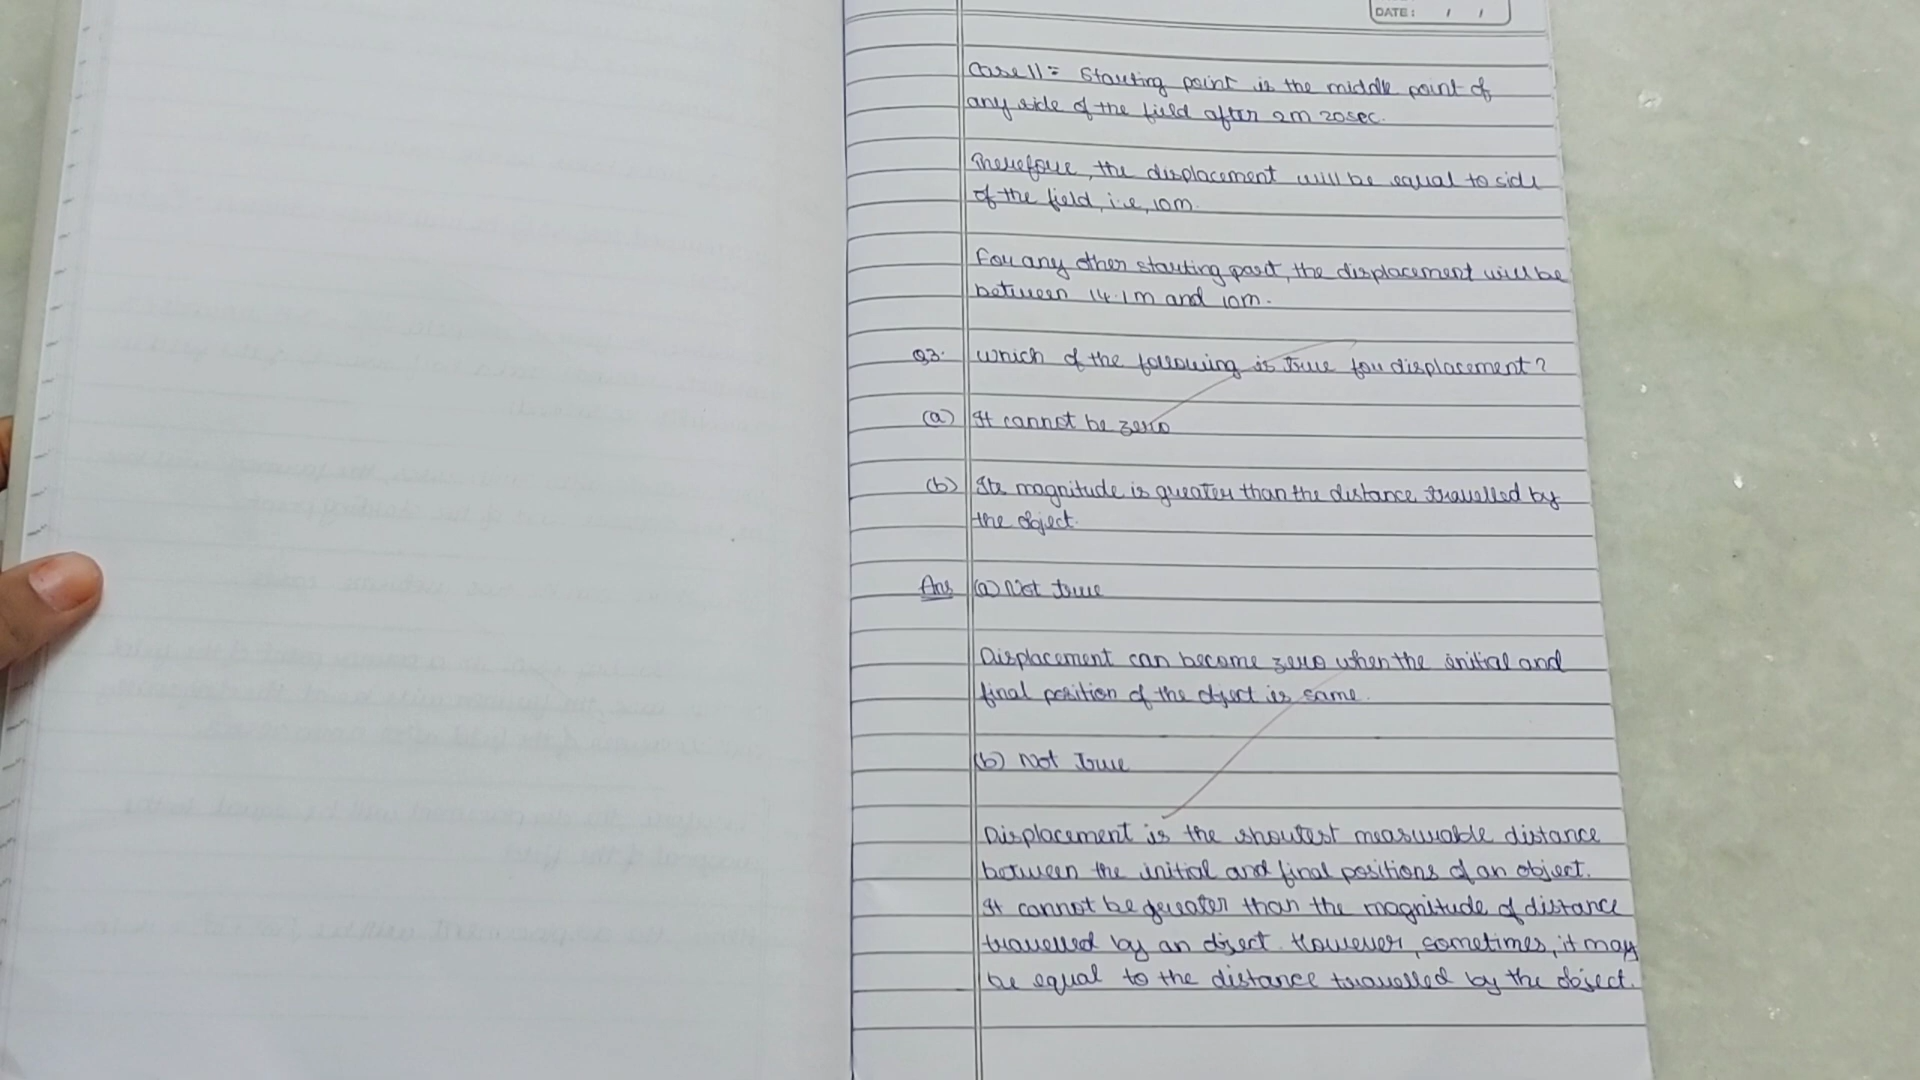 DATE: / /
Case II = Starting point is the middle point of
any side of the field after 2m 20sec.
Therefore, the displacement will be equal to side
of the field, i.e, 10m.
For any other starting part, the displacement will be
between 14.1m and 10m.
Q3. Which of the following is true for displacement?
(a) It cannot be zero
(b) Its magnitude is greater than the distance travelled by
the object.
Ans (a) Not true
Displacement can become zero when the initial and
final position of the object is same.
(b) Not true
Displacement is the shortest measurable distance
between the initial and final positions of an object.
It cannot be greater than the magnitude of distance
travelled by an object. However, sometimes, it may
be equal to the distance travelled by the object.